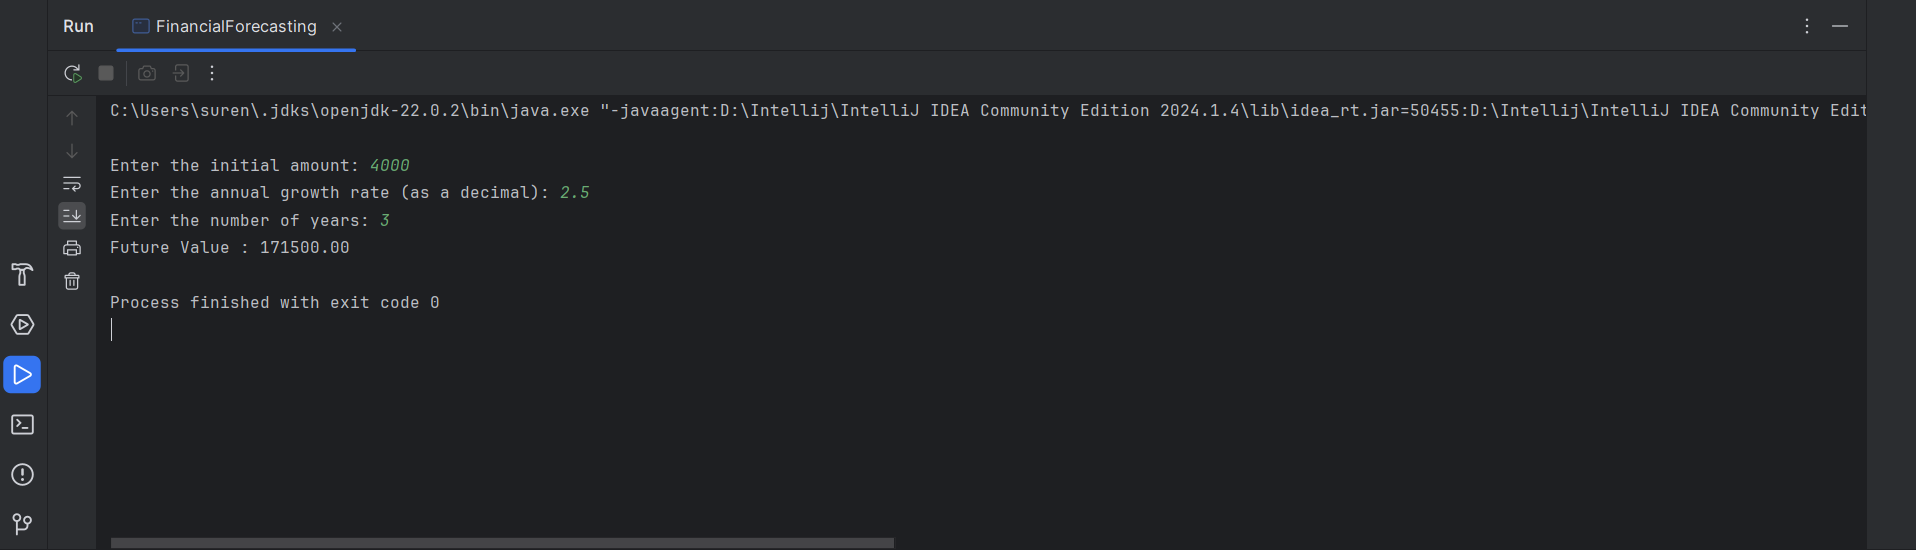 Run FinancialForecasting
C:\Users\suren\.jdks\openjdk-22.0.2\bin\java.exe "-javaagent:D:\Intellij\IntelliJ IDEA Community Edition 2024.1.4\lib\idea_rt.jar=50455:D:\Intellij\IntelliJ IDEA Community Edit
Enter the initial amount: 4000
Enter the annual growth rate (as a decimal): 2.5
Enter the number of years: 3
Future Value : 171500.00
Process finished with exit code 0